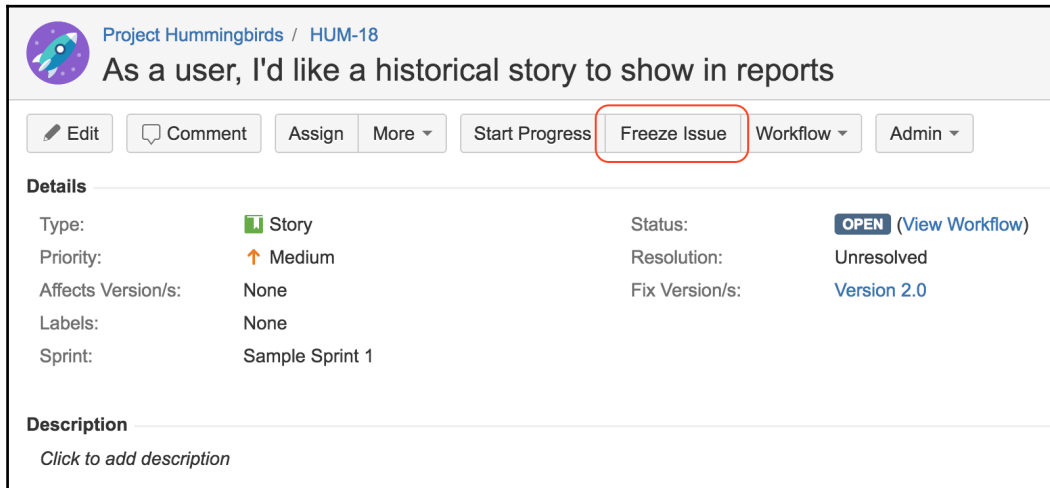 Project Hummingbirds / HUM-18
As a user, I'd like a historical story to show in reports
Edit Comment Assign More Start Progress Freeze Issue Workflow Admin
Details
Type: Story Status: OPEN (View Workflow)
Priority: Medium Resolution: Unresolved
Affects Version/s: None Fix Version/s: Version 2.0
Labels: None
Sprint: Sample Sprint 1
Description
Click to add description